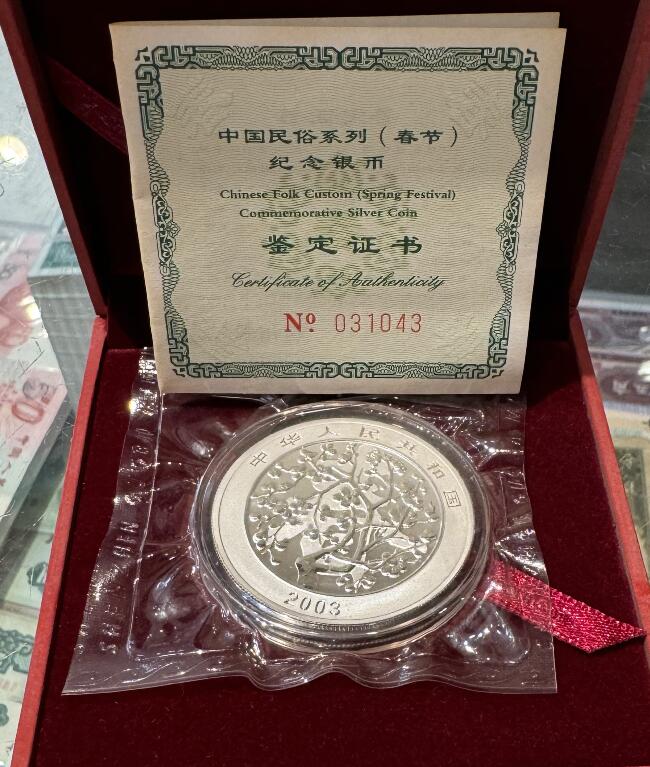 中国民俗系列（春节）
纪念银币
Chinese Folk Custom (Spring Festival)
Commemorative Silver Coin
鉴定证书
Certificate of Authenticity
Nº 031043
中华人民共和国
2003